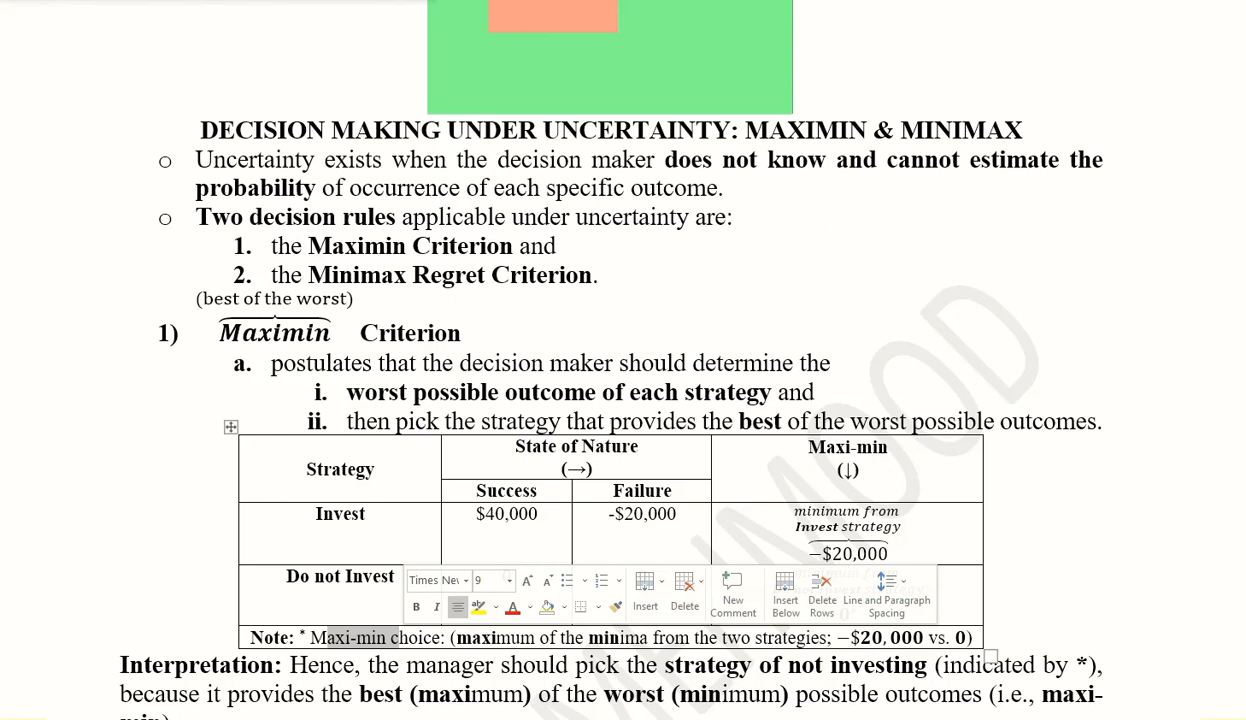 DECISION MAKING UNDER UNCERTAINTY: MAXIMIN & MINIMAX
o Uncertainty exists when the decision maker does not know and cannot estimate the
probability of occurrence of each specific outcome.
o Two decision rules applicable under uncertainty are:
1. the Maximin Criterion and
2. the Minimax Regret Criterion.
(best of the worst)
1) Maximin Criterion
a. postulates that the decision maker should determine the
i. worst possible outcome of each strategy and
ii. then pick the strategy that provides the best of the worst possible outcomes.
Strategy
State of Nature
(→)
Maxi-min
(↓)
Success Failure
Invest $40,000 -$20,000
minimum from
Invest strategy
−$20,000
Do not Invest
Times Nev 9
B I
Insert Delete
New
Comment
Insert
Below
Delete
Rows
Line and Paragraph
Spacing
Note: * Maxi-min choice: (maximum of the minima from the two strategies; −$20,000 vs. 0)
Interpretation: Hence, the manager should pick the strategy of not investing (indicated by *),
because it provides the best (maximum) of the worst (minimum) possible outcomes (i.e., maxi-
min)